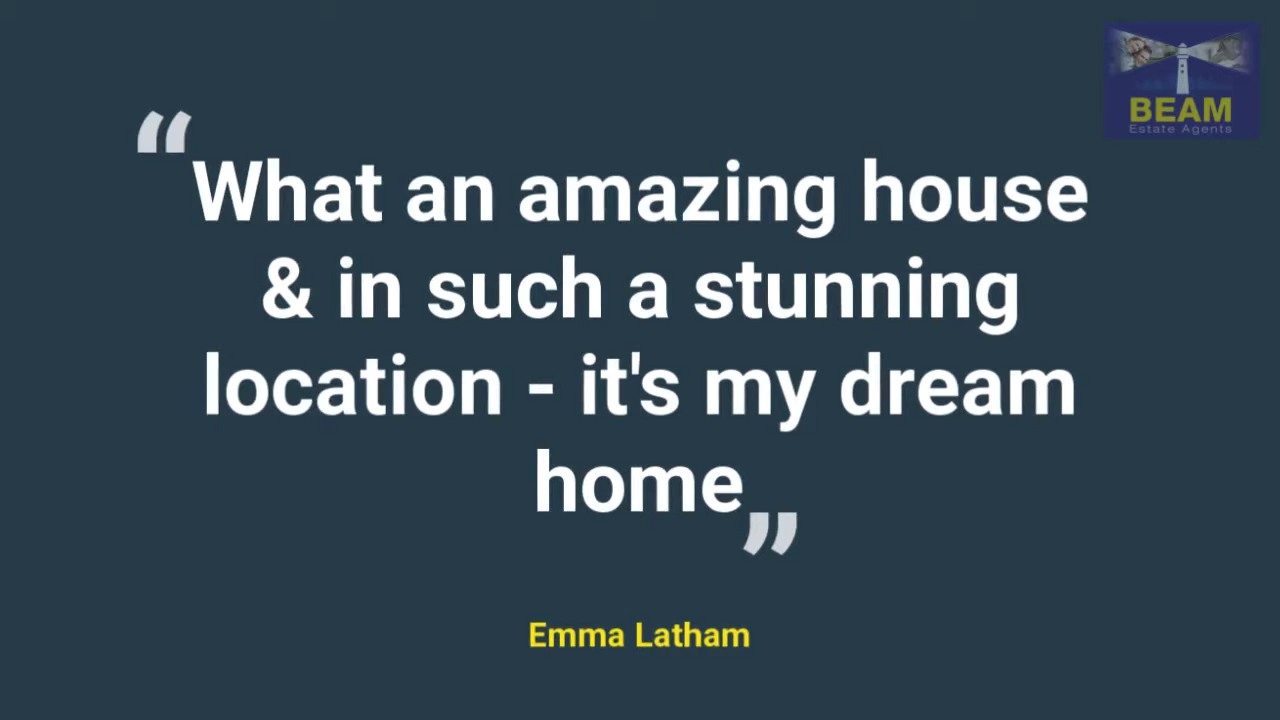 BEAM
Estate Agents
“What an amazing house
& in such a stunning
location - it's my dream
home”
Emma Latham